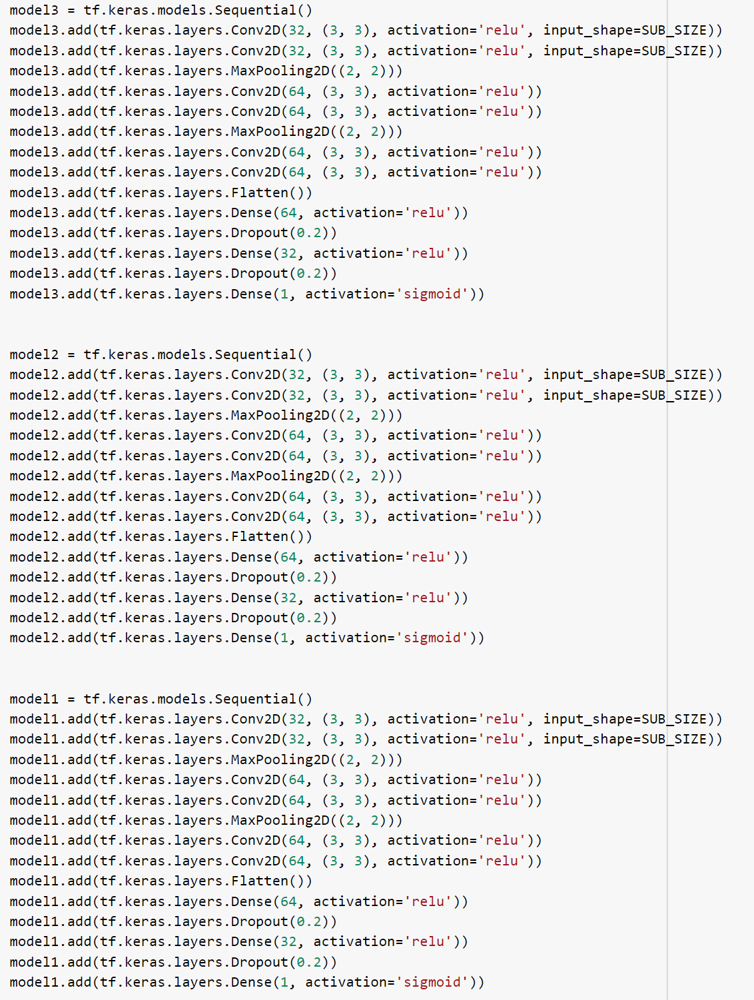 model3 = tf.keras.models.Sequential()
model3.add(tf.keras.layers.Conv2D(32, (3, 3), activation='relu', input_shape=SUB_SIZE))
model3.add(tf.keras.layers.Conv2D(32, (3, 3), activation='relu', input_shape=SUB_SIZE))
model3.add(tf.keras.layers.MaxPooling2D((2, 2)))
model3.add(tf.keras.layers.Conv2D(64, (3, 3), activation='relu'))
model3.add(tf.keras.layers.Conv2D(64, (3, 3), activation='relu'))
model3.add(tf.keras.layers.MaxPooling2D((2, 2)))
model3.add(tf.keras.layers.Conv2D(64, (3, 3), activation='relu'))
model3.add(tf.keras.layers.Conv2D(64, (3, 3), activation='relu'))
model3.add(tf.keras.layers.Flatten())
model3.add(tf.keras.layers.Dense(64, activation='relu'))
model3.add(tf.keras.layers.Dropout(0.2))
model3.add(tf.keras.layers.Dense(32, activation='relu'))
model3.add(tf.keras.layers.Dropout(0.2))
model3.add(tf.keras.layers.Dense(1, activation='sigmoid'))
model2 = tf.keras.models.Sequential()
model2.add(tf.keras.layers.Conv2D(32, (3, 3), activation='relu', input_shape=SUB_SIZE))
model2.add(tf.keras.layers.Conv2D(32, (3, 3), activation='relu', input_shape=SUB_SIZE))
model2.add(tf.keras.layers.MaxPooling2D((2, 2)))
model2.add(tf.keras.layers.Conv2D(64, (3, 3), activation='relu'))
model2.add(tf.keras.layers.Conv2D(64, (3, 3), activation='relu'))
model2.add(tf.keras.layers.MaxPooling2D((2, 2)))
model2.add(tf.keras.layers.Conv2D(64, (3, 3), activation='relu'))
model2.add(tf.keras.layers.Conv2D(64, (3, 3), activation='relu'))
model2.add(tf.keras.layers.Flatten())
model2.add(tf.keras.layers.Dense(64, activation='relu'))
model2.add(tf.keras.layers.Dropout(0.2))
model2.add(tf.keras.layers.Dense(32, activation='relu'))
model2.add(tf.keras.layers.Dropout(0.2))
model2.add(tf.keras.layers.Dense(1, activation='sigmoid'))
model1 = tf.keras.models.Sequential()
model1.add(tf.keras.layers.Conv2D(32, (3, 3), activation='relu', input_shape=SUB_SIZE))
model1.add(tf.keras.layers.Conv2D(32, (3, 3), activation='relu', input_shape=SUB_SIZE))
model1.add(tf.keras.layers.MaxPooling2D((2, 2)))
model1.add(tf.keras.layers.Conv2D(64, (3, 3), activation='relu'))
model1.add(tf.keras.layers.Conv2D(64, (3, 3), activation='relu'))
model1.add(tf.keras.layers.MaxPooling2D((2, 2)))
model1.add(tf.keras.layers.Conv2D(64, (3, 3), activation='relu'))
model1.add(tf.keras.layers.Conv2D(64, (3, 3), activation='relu'))
model1.add(tf.keras.layers.Flatten())
model1.add(tf.keras.layers.Dense(64, activation='relu'))
model1.add(tf.keras.layers.Dropout(0.2))
model1.add(tf.keras.layers.Dense(32, activation='relu'))
model1.add(tf.keras.layers.Dropout(0.2))
model1.add(tf.keras.layers.Dense(1, activation='sigmoid'))